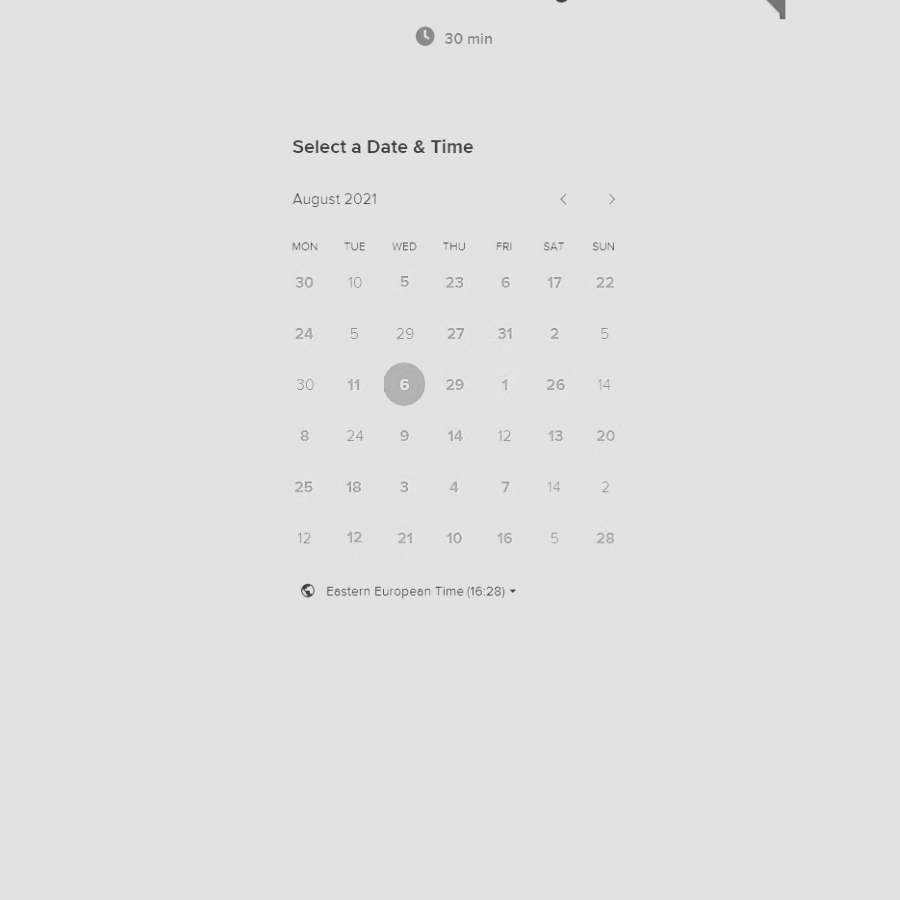 30 min
Select a Date & Time
August 2021
MON TUE WED THU FRI SAT SUN
30 10 5 23 6 17 22
24 5 29 27 31 2 5
30 11 6 29 1 26 14
8 24 9 14 12 13 20
25 18 3 4 7 14 2
12 12 21 10 16 5 28
Eastern European Time (16:28)